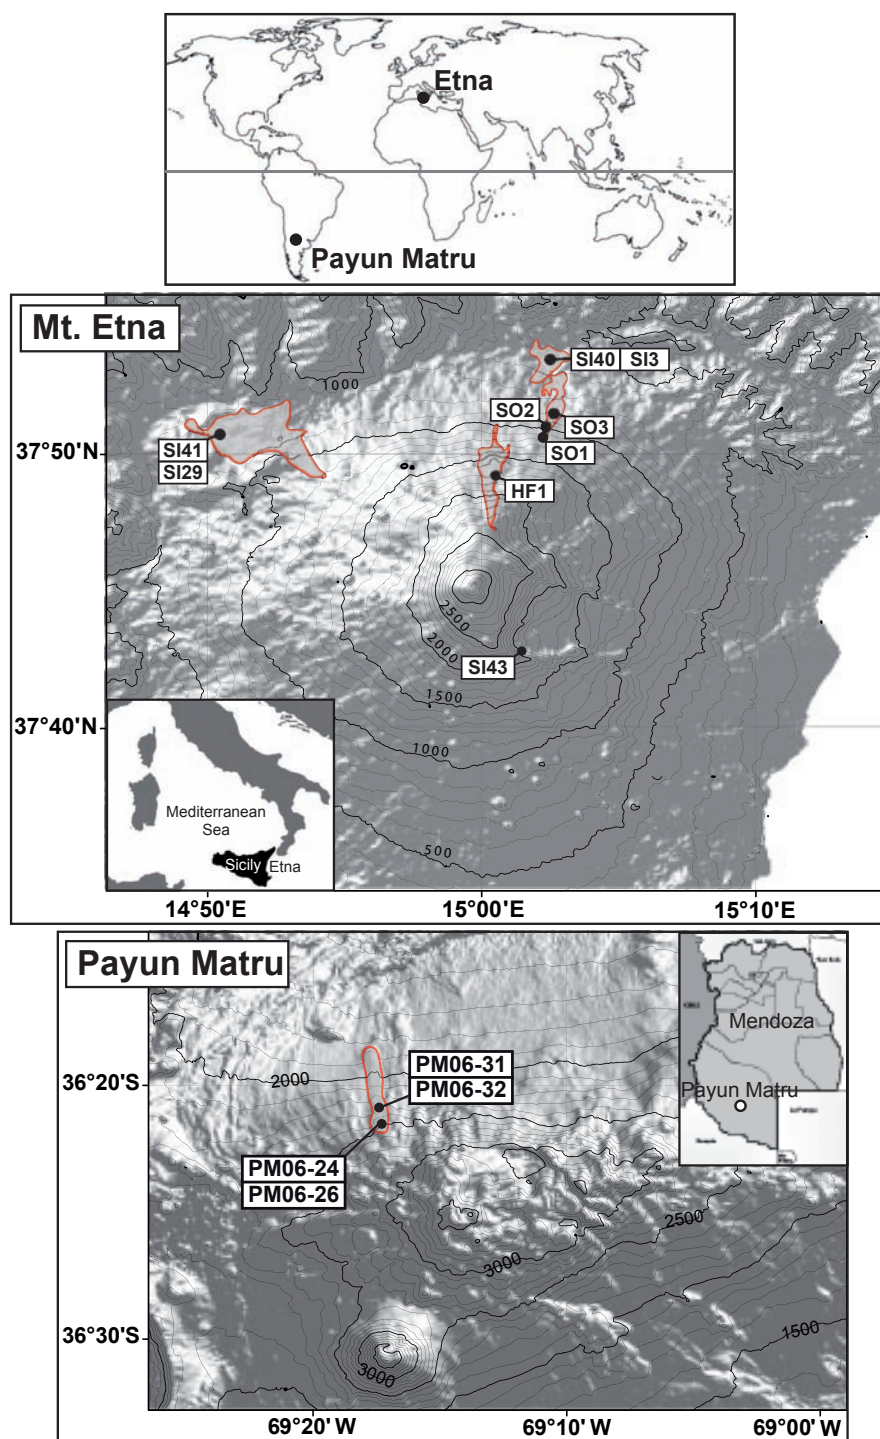 Etna
Payun Matru
Mt. Etna
1000
SI40 SI3
SO2
SO3
SO1
37°50'N
SI41
SI29
HF1
2500
2000
SI43
1500
37°40'N
1000
500
Mediterranean
Sea
Sicily Etna
14°50'E 15°00'E 15°10'E
Payun Matru
Mendoza
Payun Matru
36°20'S
2000
PM06-31
PM06-32
PM06-24
PM06-26
2500
3000
36°30'S
1500
3000
69°20' W 69°10' W 69°00' W